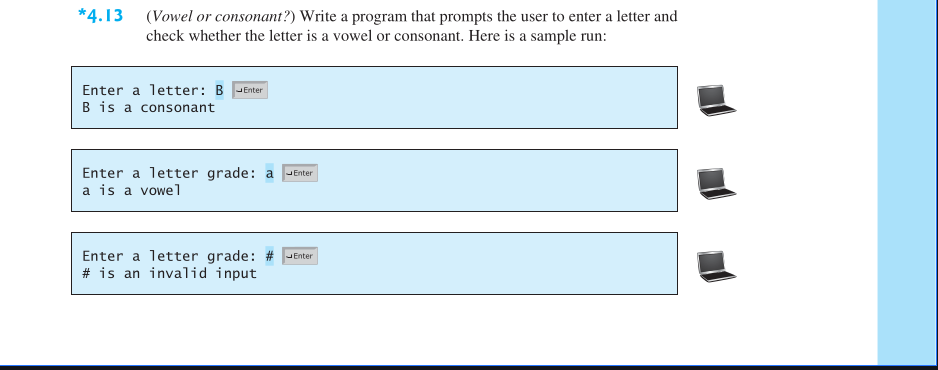 *4.13 (Vowel or consonant?) Write a program that prompts the user to enter a letter and
check whether the letter is a vowel or consonant. Here is a sample run:
Enter a letter: B ↵Enter
B is a consonant
Enter a letter grade: a ↵Enter
a is a vowel
Enter a letter grade: # ↵Enter
# is an invalid input